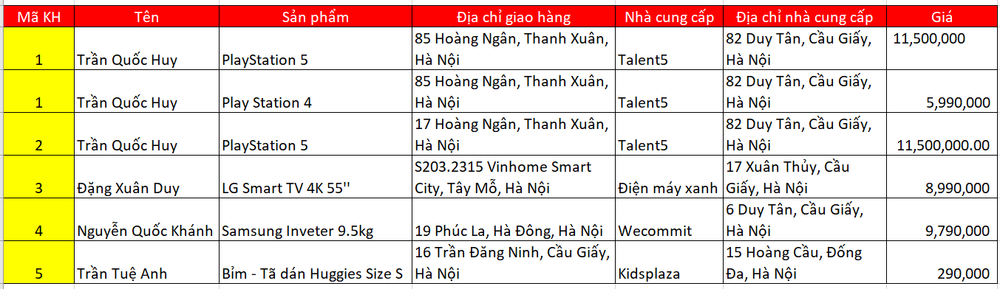 Mã KH Tên Sản phẩm Địa chỉ giao hàng Nhà cung cấp Địa chỉ nhà cung cấp Giá
85 Hoàng Ngân, Thanh Xuân, 82 Duy Tân, Cầu Giấy, 11,500,000
1 Trần Quốc Huy PlayStation 5 Hà Nội Talent5 Hà Nội
85 Hoàng Ngân, Thanh Xuân, 82 Duy Tân, Cầu Giấy,
1 Trần Quốc Huy Play Station 4 Hà Nội Talent5 Hà Nội 5,990,000
17 Hoàng Ngân, Thanh Xuân, 82 Duy Tân, Cầu Giấy,
2 Trần Quốc Huy PlayStation 5 Hà Nội Talent5 Hà Nội 11,500,000.00
S203.2315 Vinhome Smart 17 Xuân Thủy, Cầu
3 Đặng Xuân Duy LG Smart TV 4K 55'' City, Tây Mỗ, Hà Nội Điện máy xanh Giấy, Hà Nội 8,990,000
6 Duy Tân, Cầu Giấy,
4 Nguyễn Quốc Khánh Samsung Inveter 9.5kg 19 Phúc La, Hà Đông, Hà Nội Wecommit Hà Nội 9,790,000
16 Trần Đăng Ninh, Cầu Giấy, 15 Hoàng Cầu, Đống
5 Trần Tuệ Anh Bỉm - Tã dán Huggies Size S Hà Nội Kidsplaza Đa, Hà Nội 290,000